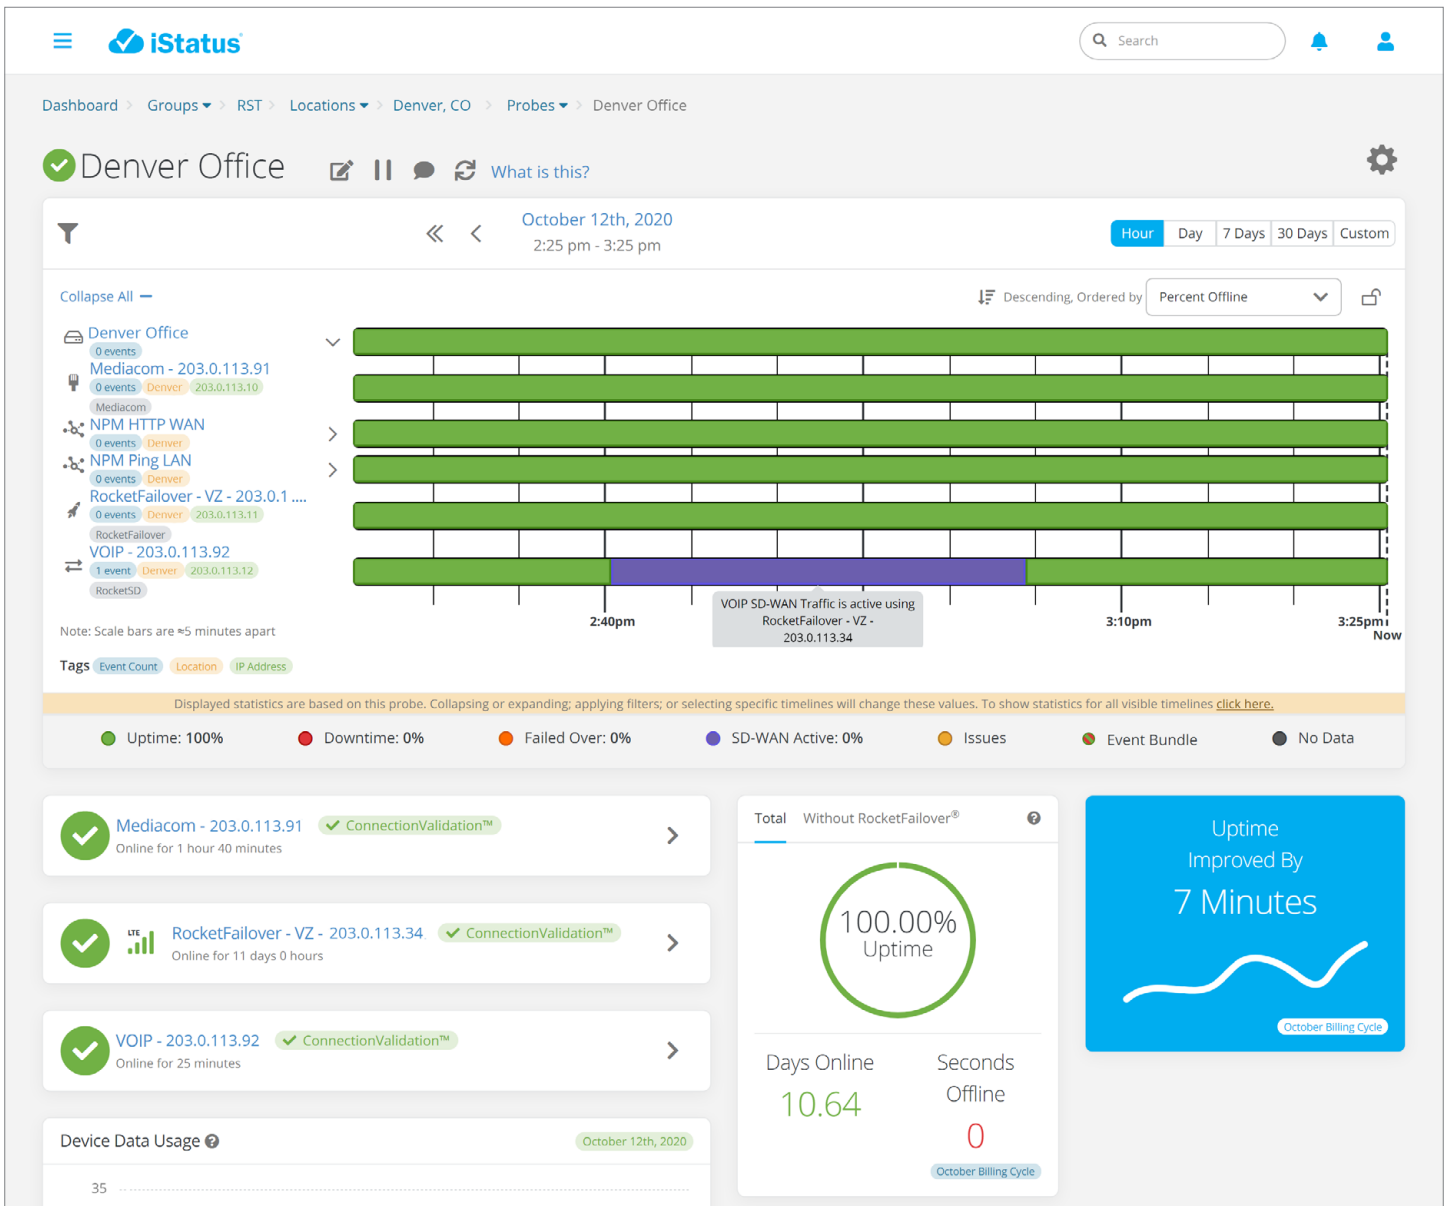 iStatus
Search
Dashboard Groups RST Locations Denver, CO Probes Denver Office
Denver Office What is this?
October 12th, 2020
2:25 pm - 3:25 pm
Hour Day 7 Days 30 Days Custom
Collapse All
Descending, Ordered by Percent Offline
Denver Office
0 events
Mediacom - 203.0.113.91
0 events Denver 203.0.113.10
Mediacom
NPM HTTP WAN
0 events Denver
NPM Ping LAN
0 events Denver
RocketFailover - VZ - 203.0.1 ....
0 events Denver 203.0.113.11
RocketFailover
VOIP - 203.0.113.92
1 event Denver 203.0.113.12
RocketSD
VOIP SD-WAN Traffic is active using
RocketFailover - VZ -
203.0.113.34
2:40pm 3:10pm 3:25pm
Now
Note: Scale bars are ≈5 minutes apart
Tags Event Count Location IP Address
Displayed statistics are based on this probe. Collapsing or expanding; applying filters; or selecting specific timelines will change these values. To show statistics for all visible timelines click here.
Uptime: 100% Downtime: 0% Failed Over: 0% SD-WAN Active: 0% Issues Event Bundle No Data
Mediacom - 203.0.113.91 ConnectionValidation™
Online for 1 hour 40 minutes
LTE RocketFailover - VZ - 203.0.113.34 ConnectionValidation™
Online for 11 days 0 hours
VOIP - 203.0.113.92 ConnectionValidation™
Online for 25 minutes
Device Data Usage October 12th, 2020
35
Total Without RocketFailover®
100.00%
Uptime
Days Online
10.64
Seconds
Offline
0
October Billing Cycle
Uptime
Improved By
7 Minutes
October Billing Cycle